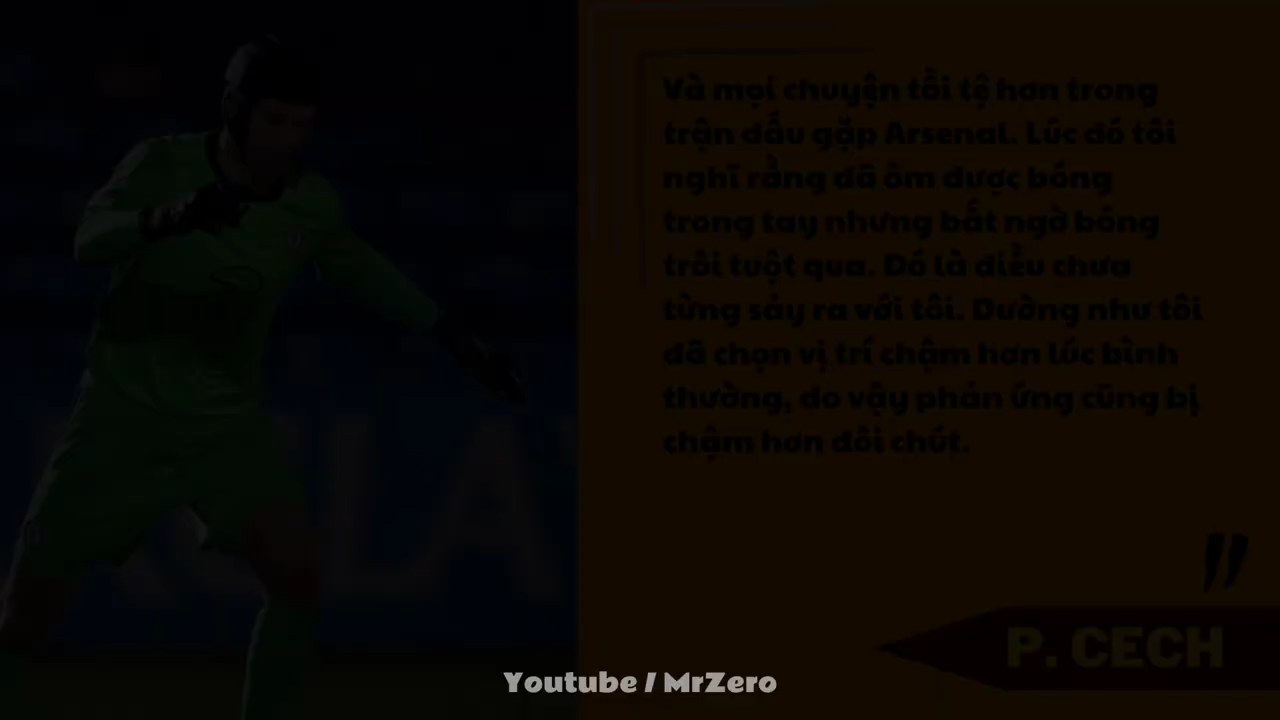 Và mọi chuyện tồi tệ hơn trong
trận đấu gặp Arsenal. Lúc đó tôi
nghĩ rằng đã ôm được bóng
trong tay nhưng bất ngờ bóng
trôi tuột qua. Đó là điều chưa
từng sảy ra với tôi. Dường như tôi
đã chọn vị trí chậm hơn lúc bình
thường, do vậy phản ứng cũng bị
chậm hơn đôi chút.
"
P. CECH
Youtube / MrZero